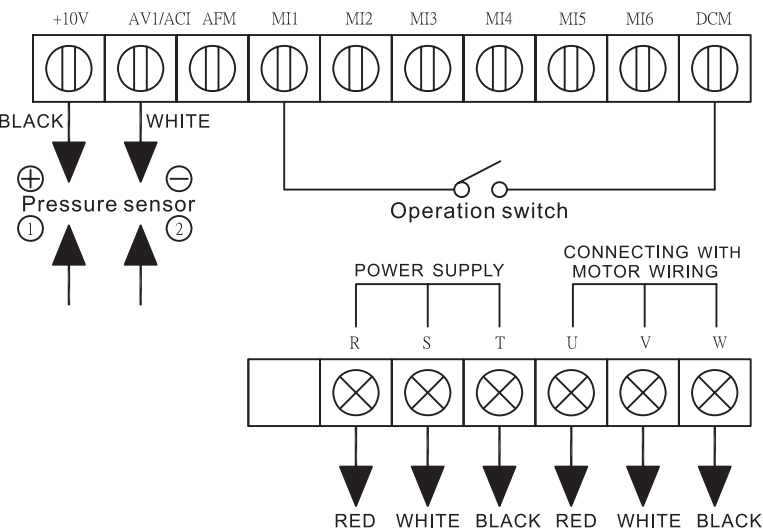 +10V AV1/ACI AFM MI1 MI2 MI3 MI4 MI5 MI6 DCM
BLACK WHITE
+ −
Pressure sensor
1 2
Operation switch
POWER SUPPLY
CONNECTING WITH
MOTOR WIRING
R S T U V W
RED WHITE BLACK RED WHITE BLACK